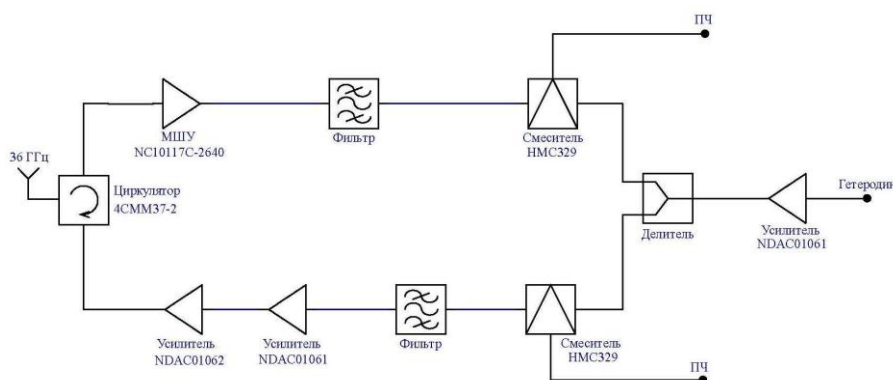 ПЧ
МШУ
NC10117C-2640
Фильтр
Смеситель
HMC329
36 ГГц
Циркулятор
4CMM37-2
Гетеродин
Делитель
Усилитель
NDAC01061
Усилитель
NDAC01062
Усилитель
NDAC01061
Фильтр
Смеситель
HMC329
ПЧ